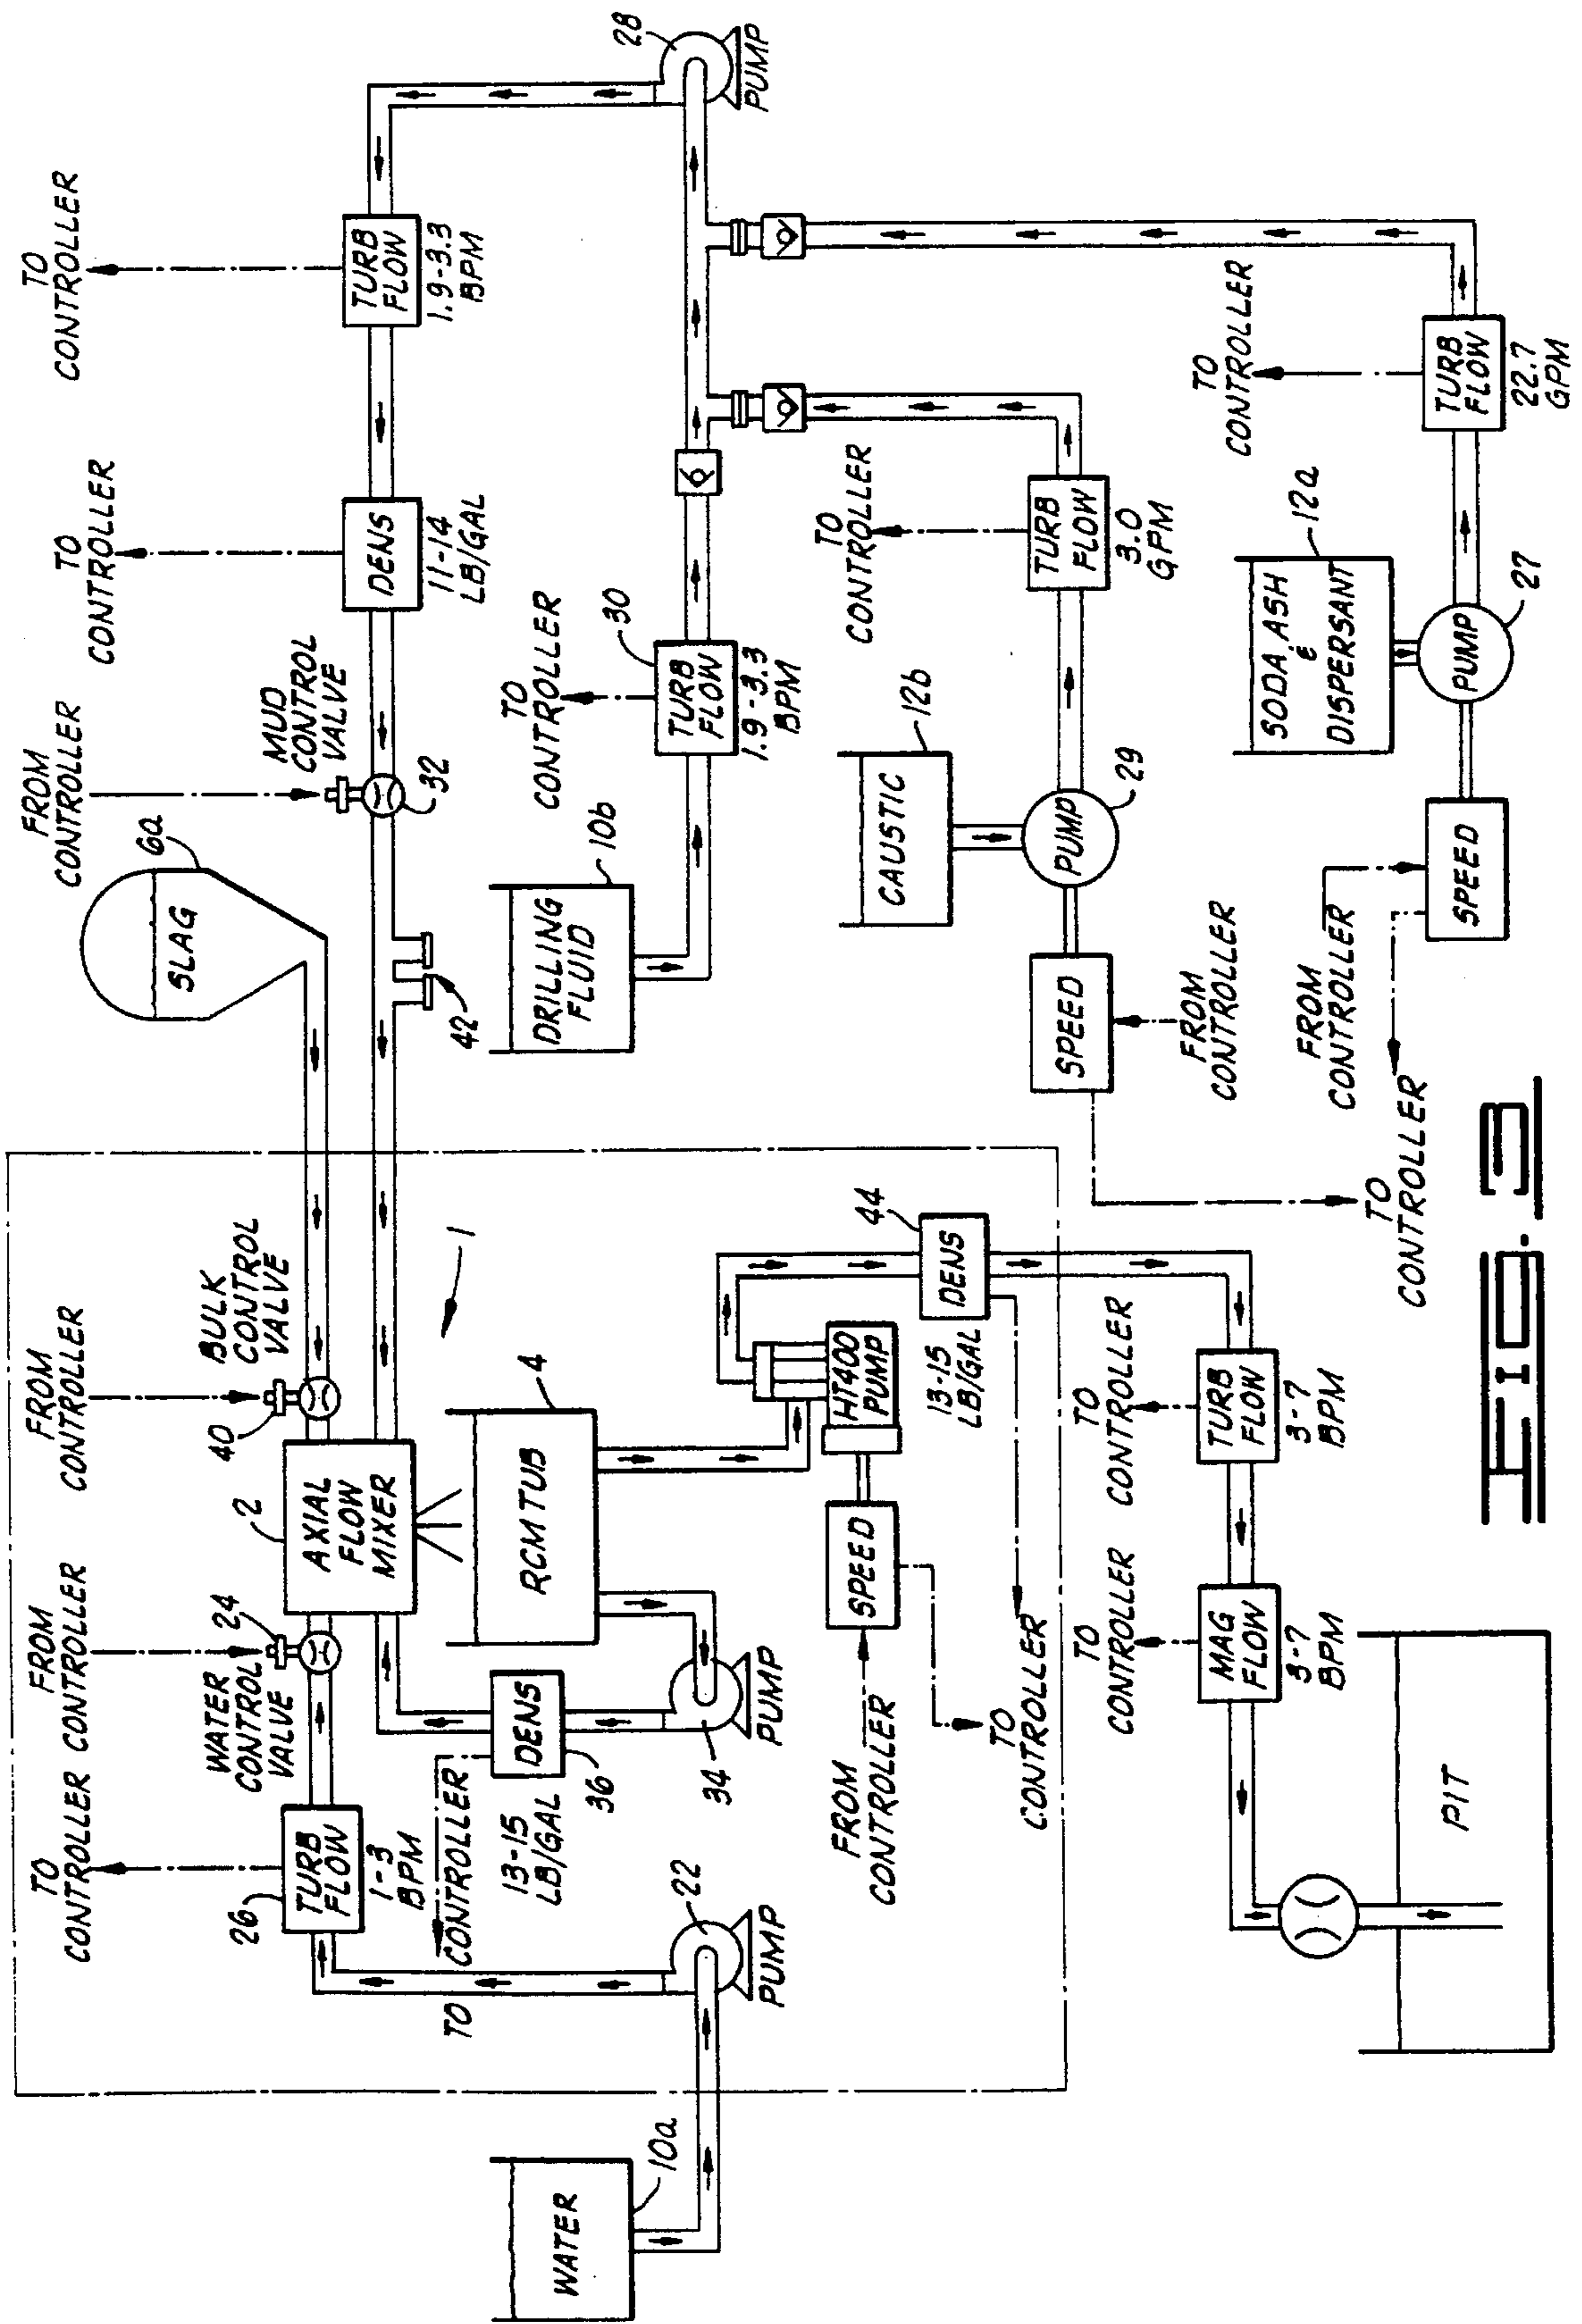 TO
CONTROLLER
FROM
CONTROLLER
FROM
CONTROLLER
FROM
CONTROLLER
TO
CONTROLLER
TO
CONTROLLER
26
TURB
FLOW
1-3
BPM
WATER
CONTROL
VALVE
24
2
AXIAL
FLOW
MIXER
40
BULK
CONTROL
VALVE
SLAG
6a
MUD
CONTROL
VALVE
32
DENS
11-14
LB/GAL
TURB
FLOW
1.9-3.3
BPM
28
PUMP
42
1
TO CONTROLLER
13-15
LB/GAL
DENS
36
34
PUMP
RCM TUB
4
22
PUMP
WATER
10a
DRILLING
FLUID
10b
TO
CONTROLLER
TURB
FLOW
30
1.9-3.3
BPM
FROM
CONTROLLER
SPEED
HT400
PUMP
TO
CONTROLLER
13-15
LB/GAL
DENS
44
TO
CONTROLLER
CAUSTIC
12b
PUMP
29
SPEED
FROM
CONTROLLER
TO
CONTROLLER
TO
CONTROLLER
TURB
FLOW
3.0
GPM
TO
CONTROLLER
MAG
FLOW
3-7
BPM
TO
CONTROLLER
TURB
FLOW
3-7
BPM
PIT
SODA ASH
&
DISPERSANT
12a
PUMP
27
SPEED
FROM
CONTROLLER
TO
CONTROLLER
TURB
FLOW
22.7
GPM
FIG. 3